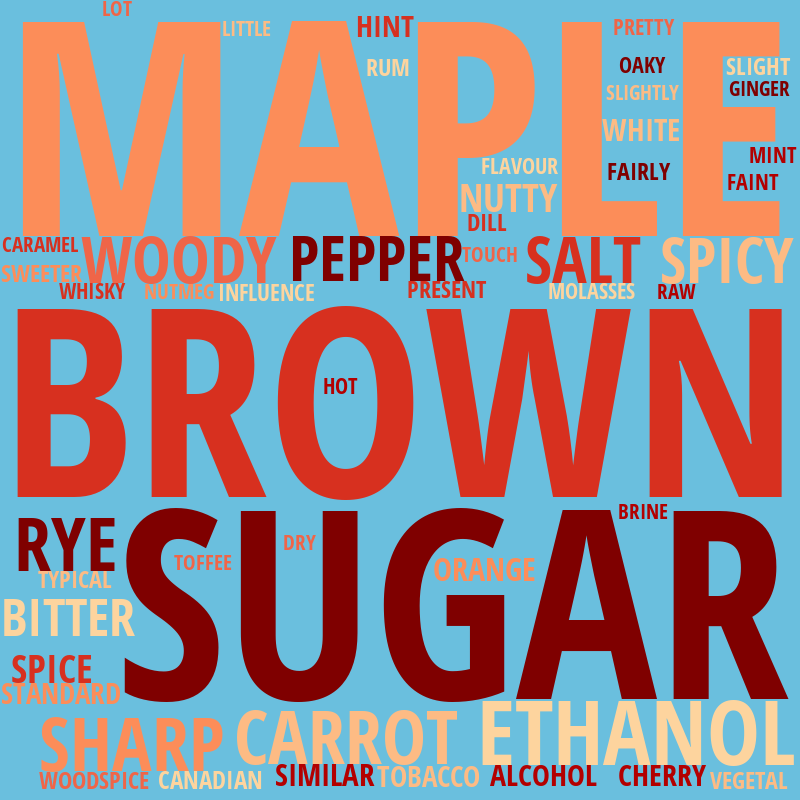 LOT
LITTLE
HINT
PRETTY
MAPLE
RUM
OAKY
SLIGHT
SLIGHTLY
GINGER
WHITE
FLAVOUR
FAIRLY
MINT
NUTTY
FAINT
DILL
CARAMEL
WOODY
PEPPER
TOUCH
SALT
SPICY
SWEETER
WHISKY
NUTMEG
INFLUENCE
PRESENT
MOLASSES
RAW
BROWN
HOT
BRINE
RYE
SUGAR
DRY
TOFFEE
ORANGE
TYPICAL
BITTER
SPICE
STANDARD
SHARP
CARROT
ETHANOL
WOODSPICE
CANADIAN
SIMILAR
TOBACCO
ALCOHOL
CHERRY
VEGETAL